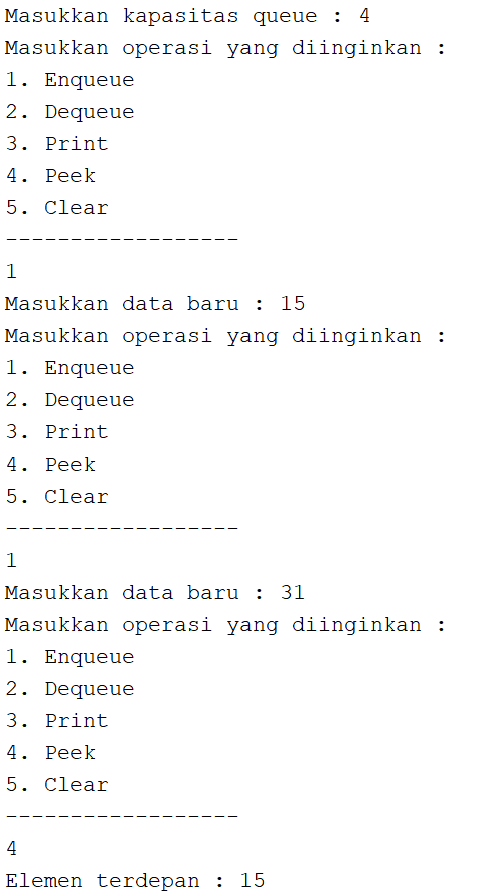 Masukkan kapasitas queue : 4
Masukkan operasi yang diinginkan :
1. Enqueue
2. Dequeue
3. Print
4. Peek
5. Clear
------------------
1
Masukkan data baru : 15
Masukkan operasi yang diinginkan :
1. Enqueue
2. Dequeue
3. Print
4. Peek
5. Clear
------------------
1
Masukkan data baru : 31
Masukkan operasi yang diinginkan :
1. Enqueue
2. Dequeue
3. Print
4. Peek
5. Clear
------------------
4
Elemen terdepan : 15